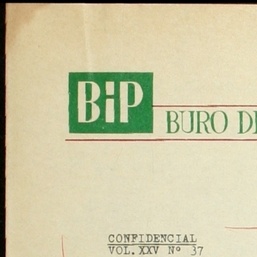 BiP
BURO DE
CONFIDENCIAL
VOL. XXV Nº 37